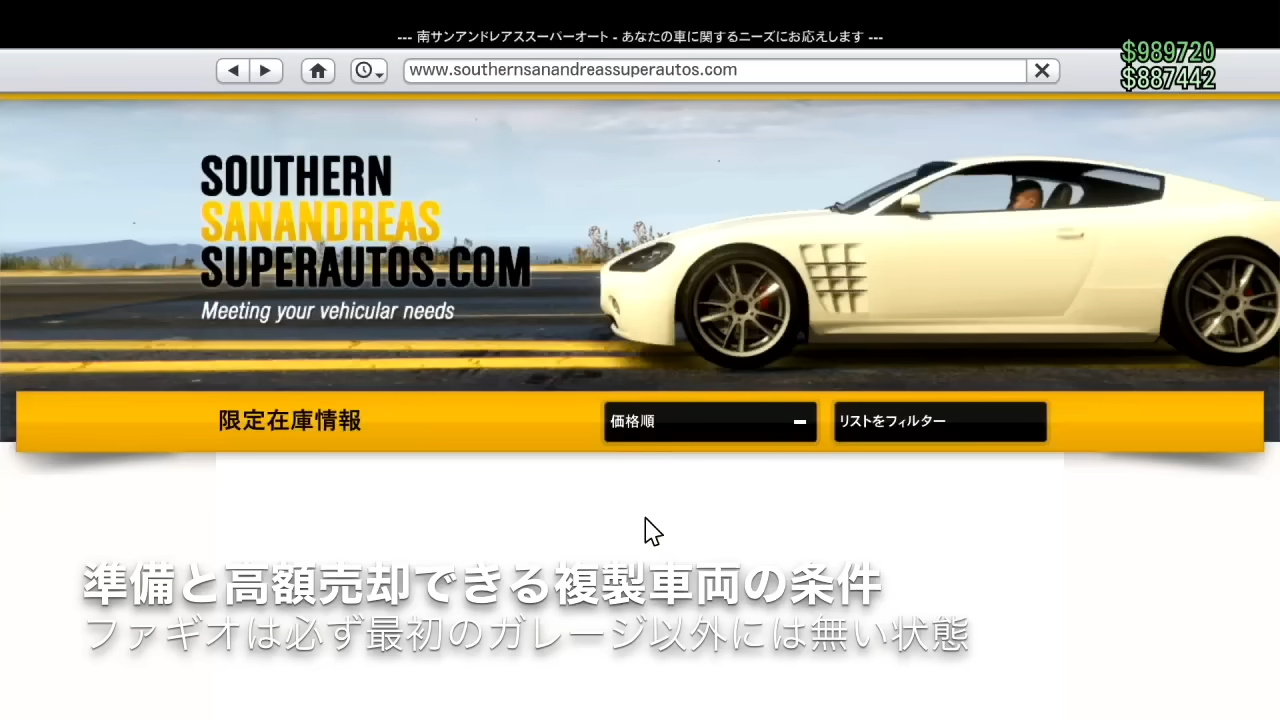 --- 南サンアンドレアススーパーオート - あなたの車に関するニーズにお応えします ---
$989720
www.southernsanandreassuperautos.com
$887442
SOUTHERN
SANANDREAS
SUPERAUTOS.COM
Meeting your vehicular needs
限定在庫情報
価格順
リストをフィルター
準備と高額売却できる複製車両の条件
ファギオは必ず最初のガレージ以外には無い状態